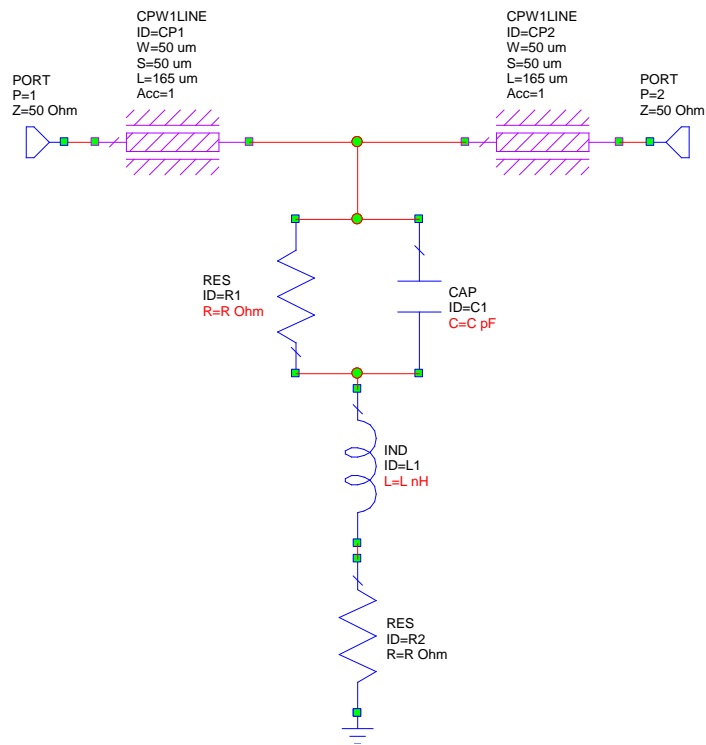 CPW1LINE
ID=CP1
W=50 um
S=50 um
L=165 um
Acc=1
CPW1LINE
ID=CP2
W=50 um
S=50 um
L=165 um
Acc=1
PORT
P=1
Z=50 Ohm
PORT
P=2
Z=50 Ohm
RES
ID=R1
R=R Ohm
CAP
ID=C1
C=C pF
IND
ID=L1
L=L nH
RES
ID=R2
R=R Ohm